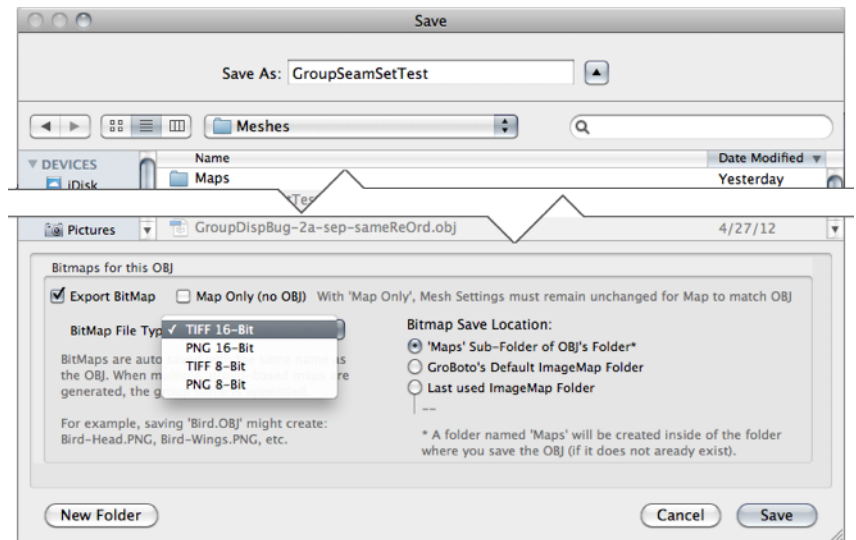 Save
Save As: GroupSeamSetTest
Meshes
DEVICES Name Date Modified
iDisk Maps Yesterday
Pictures GroupDispBug-2a-sep-sameReOrd.obj 4/27/12
Bitmaps for this OBJ
Export BitMap Map Only (no OBJ) With 'Map Only', Mesh Settings must remain unchanged for Map to match OBJ
BitMap File Typ TIFF 16-Bit Bitmap Save Location:
PNG 16-Bit 'Maps' Sub-Folder of OBJ's Folder*
TIFF 8-Bit GroBoto's Default ImageMap Folder
PNG 8-Bit Last used ImageMap Folder
--
BitMaps are auto as
the OBJ. When m are
generated, the g
For example, saving 'Bird.OBJ' might create:
Bird-Head.PNG, Bird-Wings.PNG, etc.
* A folder named 'Maps' will be created inside of the folder
where you save the OBJ (if it does not aready exist).
New Folder Cancel Save